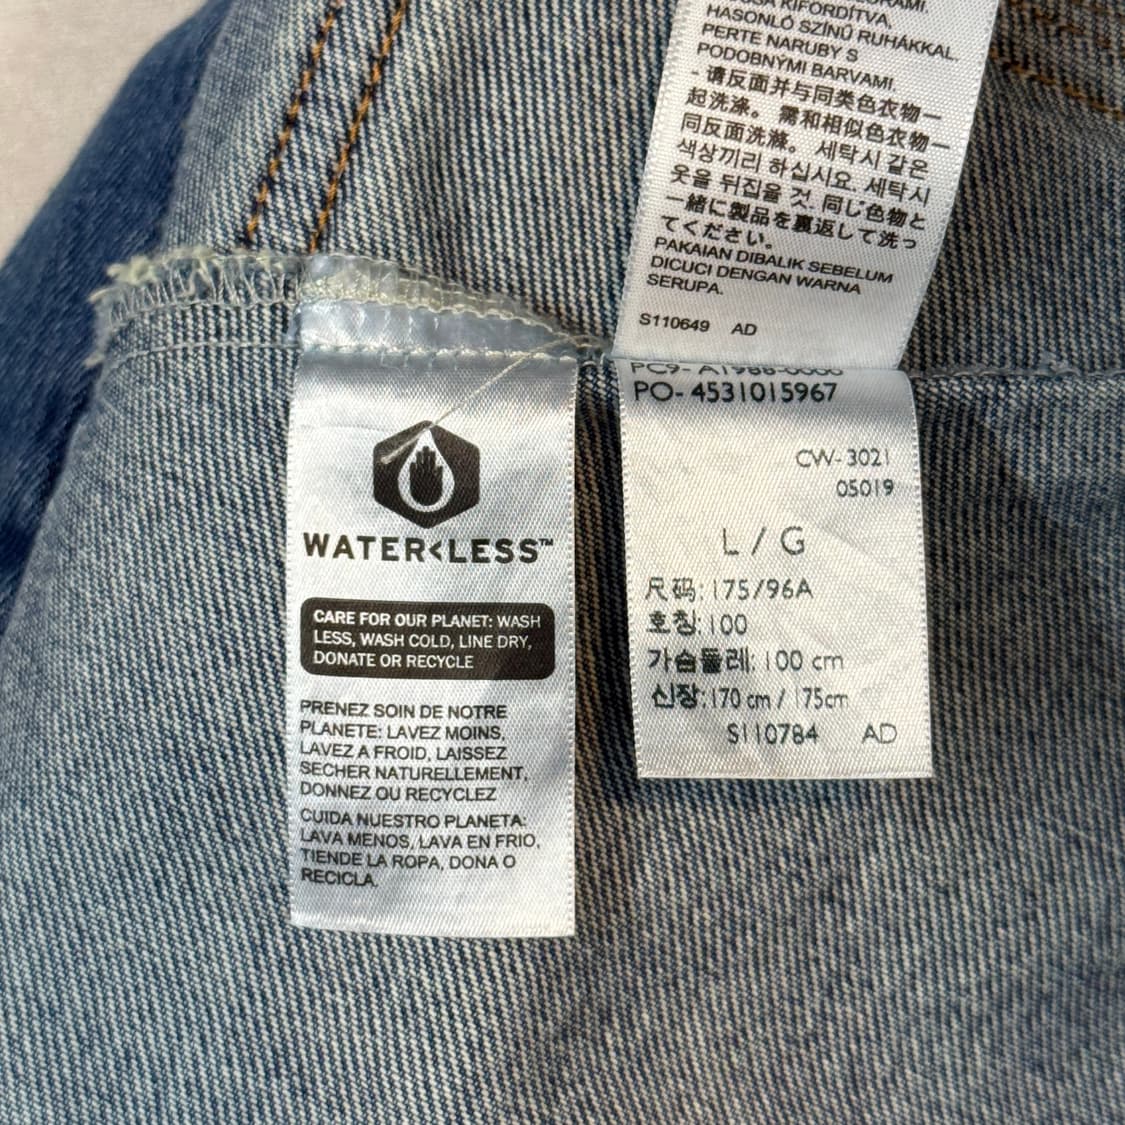 KIFORDÍTVA,
HASONLÓ SZÍNŰ RUHÁKKAL.
PERTE NARUBY S
PODOBNÝMI BARVAMI.
- 请反面并与同类色衣物一
起洗涤。需和相似色衣物一
同反面洗滌。세탁시 같은
색상끼리 하십시요. 세탁시
옷을 뒤집을 것. 同じ色物と
一緒に製品を裏返して洗っ
てください。
PAKAIAN DIBALIK SEBELUM
DICUCI DENGAN WARNA
SERUPA.
S110649 AD
PO- 4531015967
CW- 3021
05019
L / G
尺码: 175/96A
호칭: 100
가슴둘레: 100 cm
신장: 170 cm / 175cm
S110784 AD
WATER<LESS™
CARE FOR OUR PLANET: WASH
LESS, WASH COLD, LINE DRY,
DONATE OR RECYCLE
PRENEZ SOIN DE NOTRE
PLANETE: LAVEZ MOINS,
LAVEZ A FROID, LAISSEZ
SECHER NATURELLEMENT,
DONNEZ OU RECYCLEZ
CUIDA NUESTRO PLANETA:
LAVA MENOS, LAVA EN FRIO,
TIENDE LA ROPA, DONA O
RECICLA.